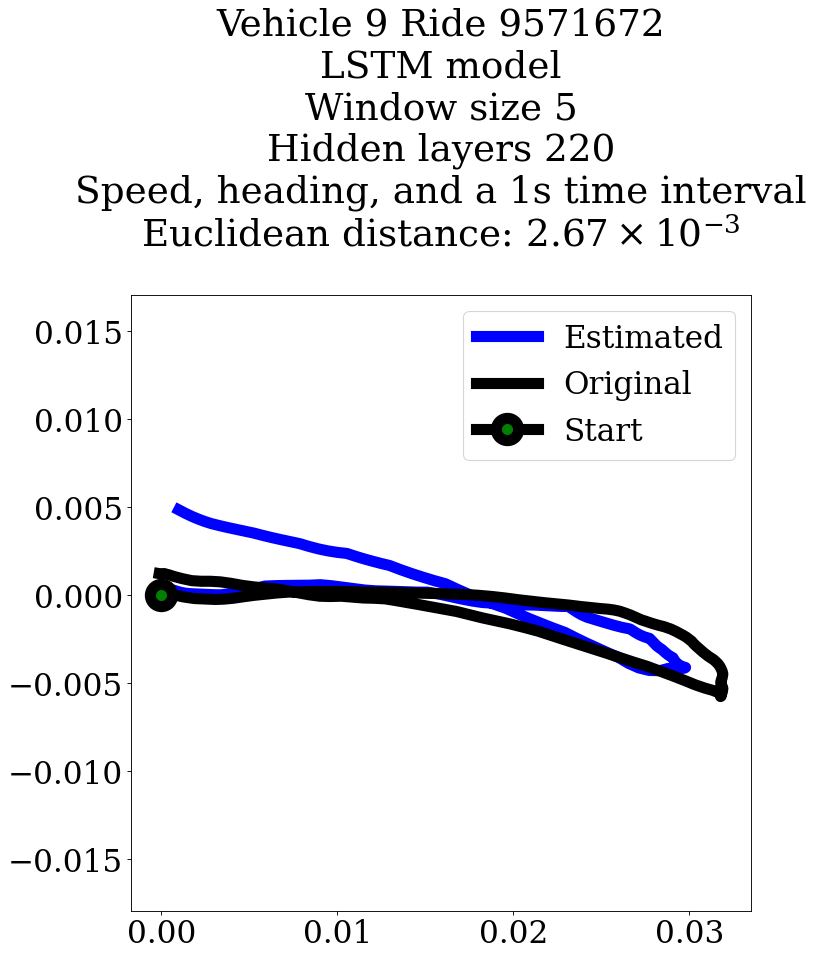 Vehicle 9 Ride 9571672
LSTM model
Window size 5
Hidden layers 220
Speed, heading, and a 1s time interval
Euclidean distance: 2.67 × 10⁻³
Estimated
Original
Start
0.015
0.010
0.005
0.000
−0.005
−0.010
−0.015
0.00 0.01 0.02 0.03